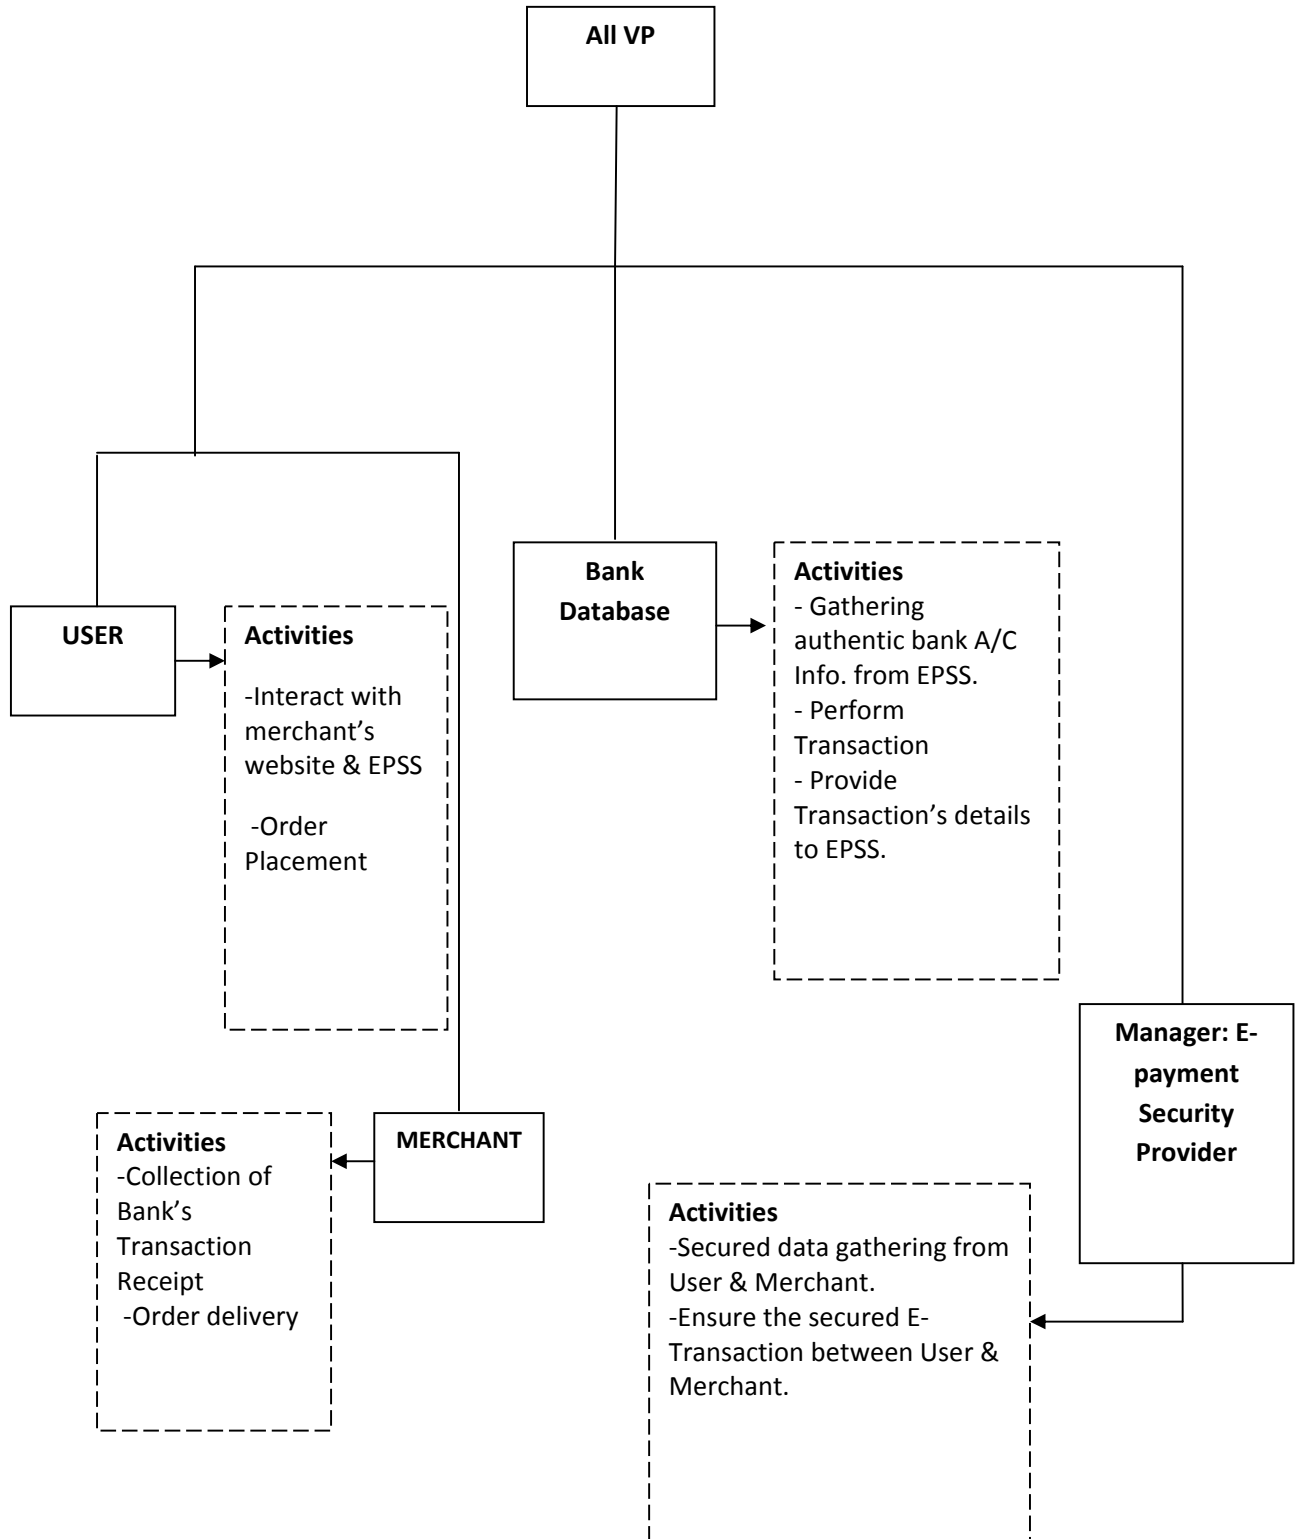 All VP
USER
Activities
-Interact with
merchant’s
website & EPSS
-Order
Placement
Bank
Database
Activities
- Gathering
authentic bank A/C
Info. from EPSS.
- Perform
Transaction
- Provide
Transaction’s details
to EPSS.
Activities
-Collection of
Bank’s
Transaction
Receipt
-Order delivery
MERCHANT
Manager: E-
payment
Security
Provider
Activities
-Secured data gathering from
User & Merchant.
-Ensure the secured E-
Transaction between User &
Merchant.